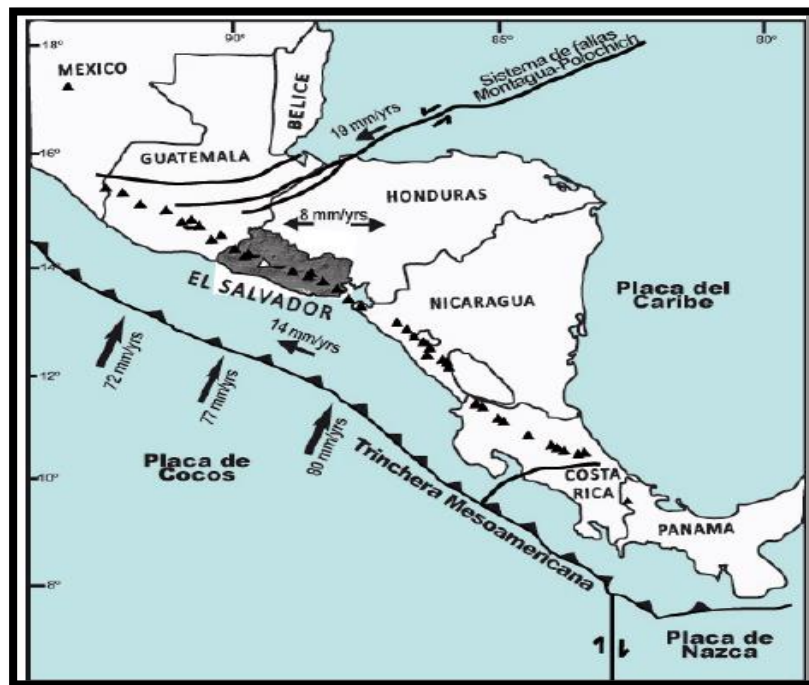 90°
85°
80°
18°
MEXICO
BELICE
Sistema de fallas
Montagua-Polochich
19 mm/yrs
16°
GUATEMALA
HONDURAS
8 mm/yrs
14°
EL SALVADOR
NICARAGUA
Placa del
Caribe
14 mm/yrs
72 mm/yrs
77 mm/yrs
80 mm/yrs
12°
Placa de
Cocos
Trinchera Mesoamericana
10°
COSTA
RICA
PANAMA
8°
Placa de
Nazca